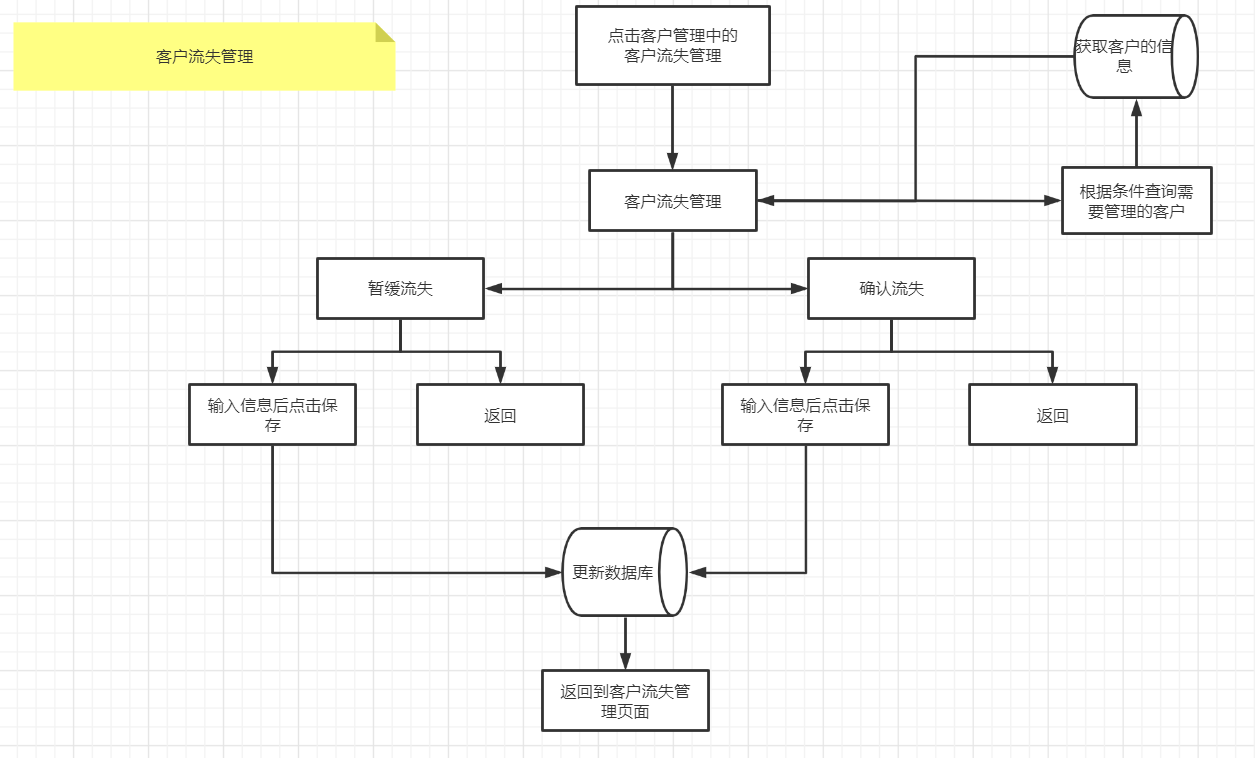 客户流失管理
点击客户管理中的
客户流失管理
获取客户的信
息
客户流失管理
根据条件查询需
要管理的客户
暂缓流失
确认流失
输入信息后点击保
存
返回
输入信息后点击保
存
返回
更新数据库
返回到客户流失管
理页面